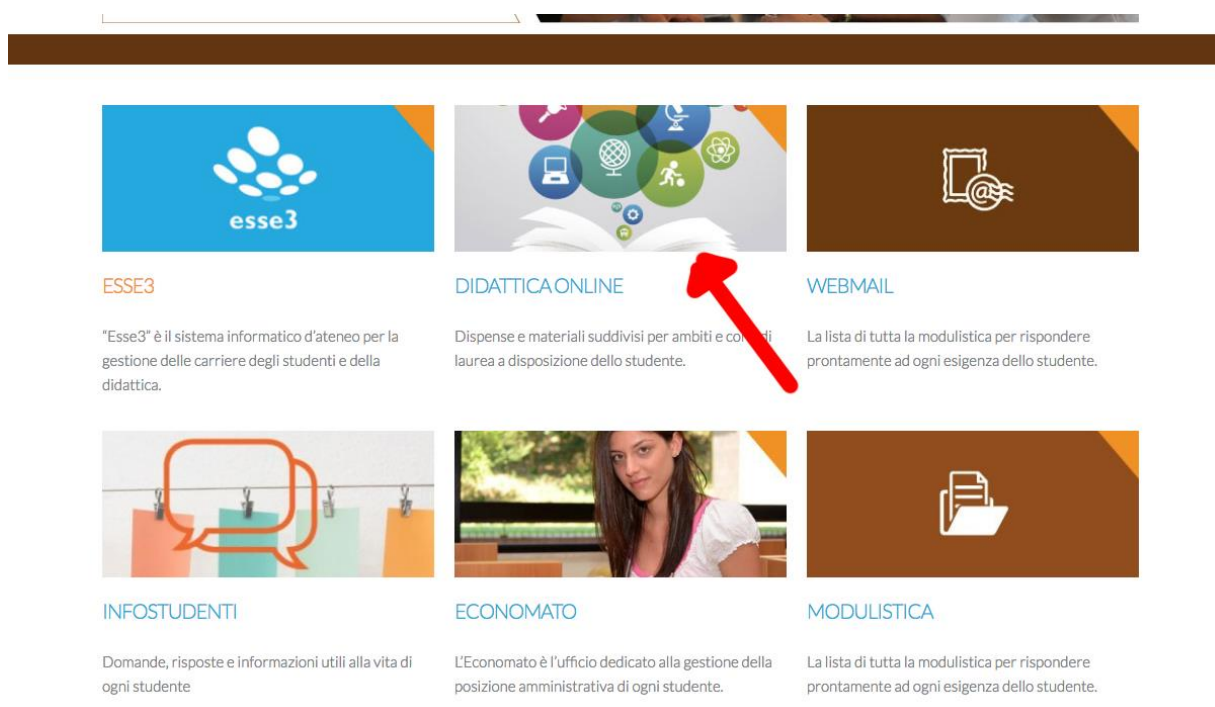 esse3
ESSE3
"Esse3" è il sistema informatico d'ateneo per la
gestione delle carriere degli studenti e della
didattica.
DIDATTICA ONLINE
Dispense e materiali suddivisi per ambiti e di
laurea a disposizione dello studente.
WEBMAIL
La lista di tutta la modulistica per rispondere
prontamente ad ogni esigenza dello studente.
INFOSTUDENTI
Domande, risposte e informazioni utili alla vita di
ogni studente
ECONOMATO
L'Economato è l'ufficio dedicato alla gestione della
posizione amministrativa di ogni studente.
MODULISTICA
La lista di tutta la modulistica per rispondere
prontamente ad ogni esigenza dello studente.